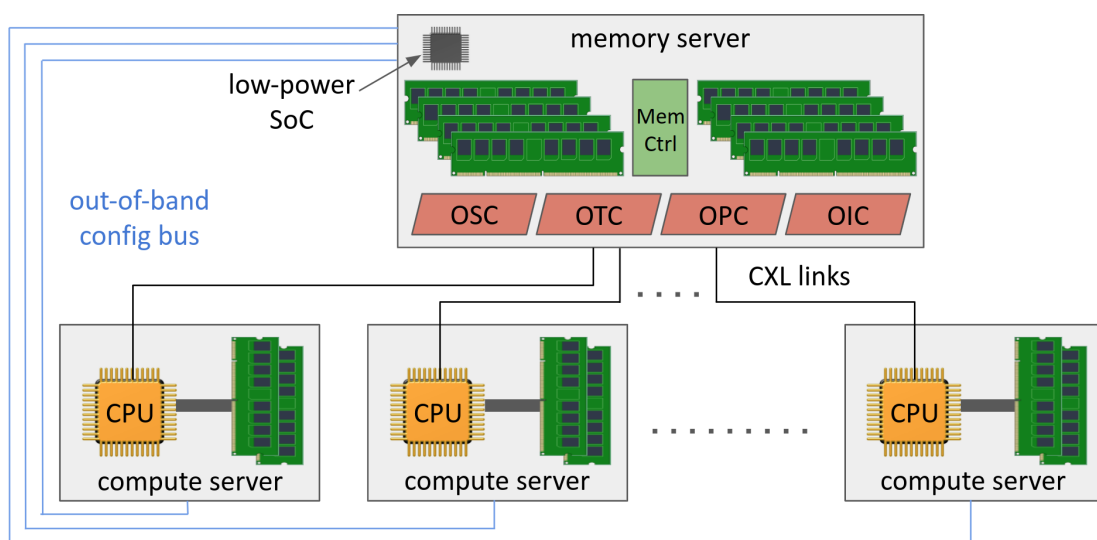 memory server
low-power
SoC
Mem
Ctrl
OSC
OTC
OPC
OIC
out-of-band
config bus
CXL links
CPU
compute server
CPU
compute server
CPU
compute server